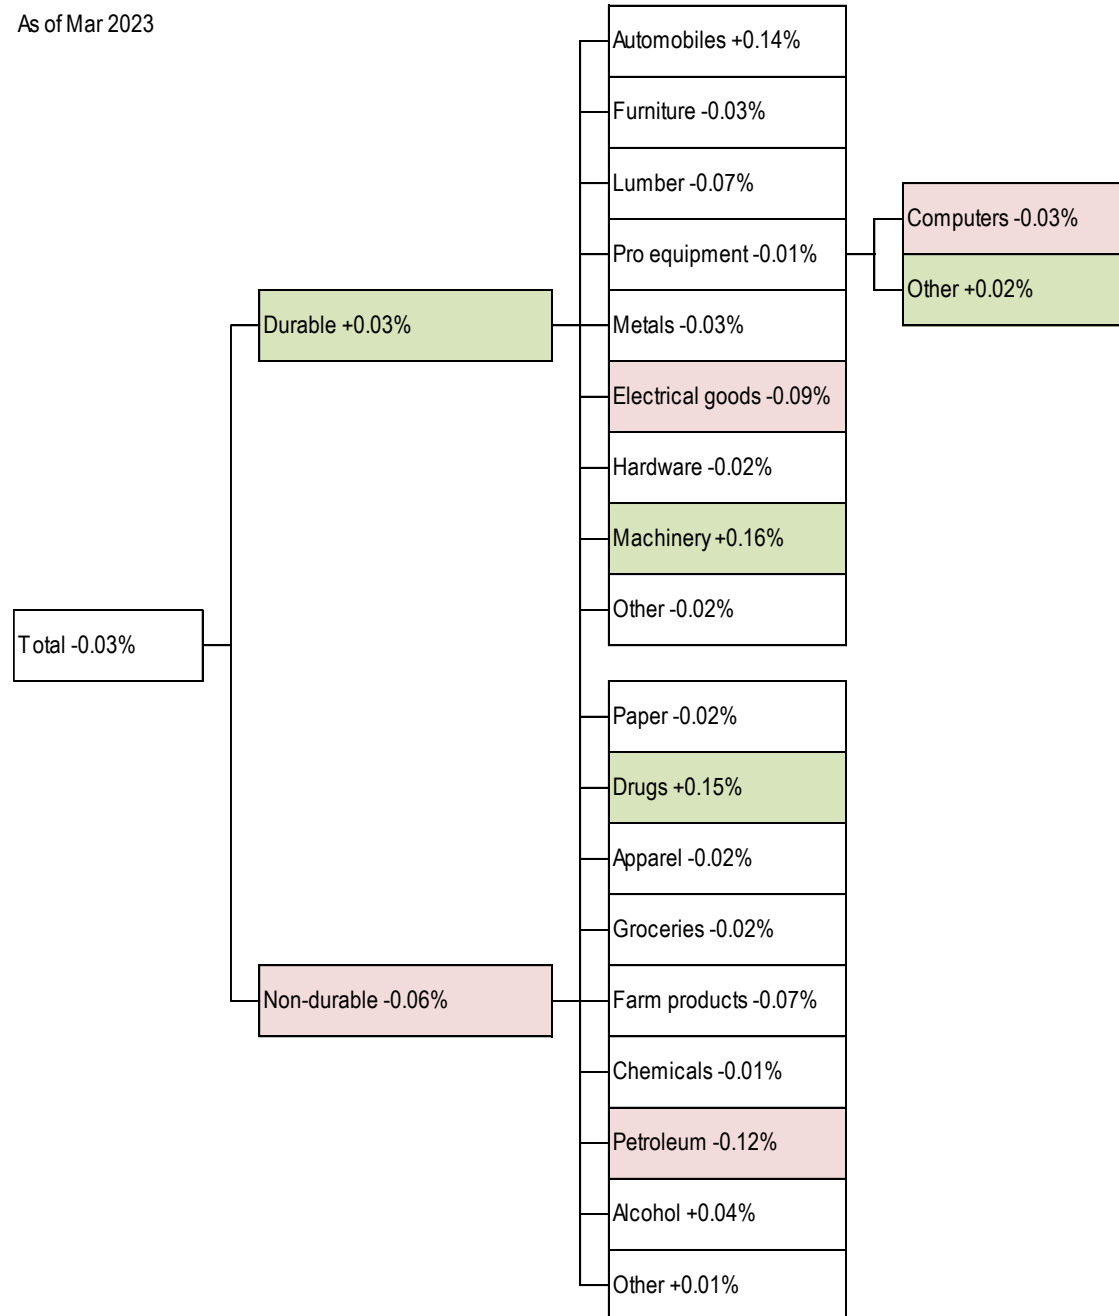 As of Mar 2023
Total -0.03%
Durable +0.03%
Automobiles +0.14%
Furniture -0.03%
Lumber -0.07%
Pro equipment -0.01%
Computers -0.03%
Other +0.02%
Metals -0.03%
Electrical goods -0.09%
Hardware -0.02%
Machinery +0.16%
Other -0.02%
Non-durable -0.06%
Paper -0.02%
Drugs +0.15%
Apparel -0.02%
Groceries -0.02%
Farm products -0.07%
Chemicals -0.01%
Petroleum -0.12%
Alcohol +0.04%
Other +0.01%